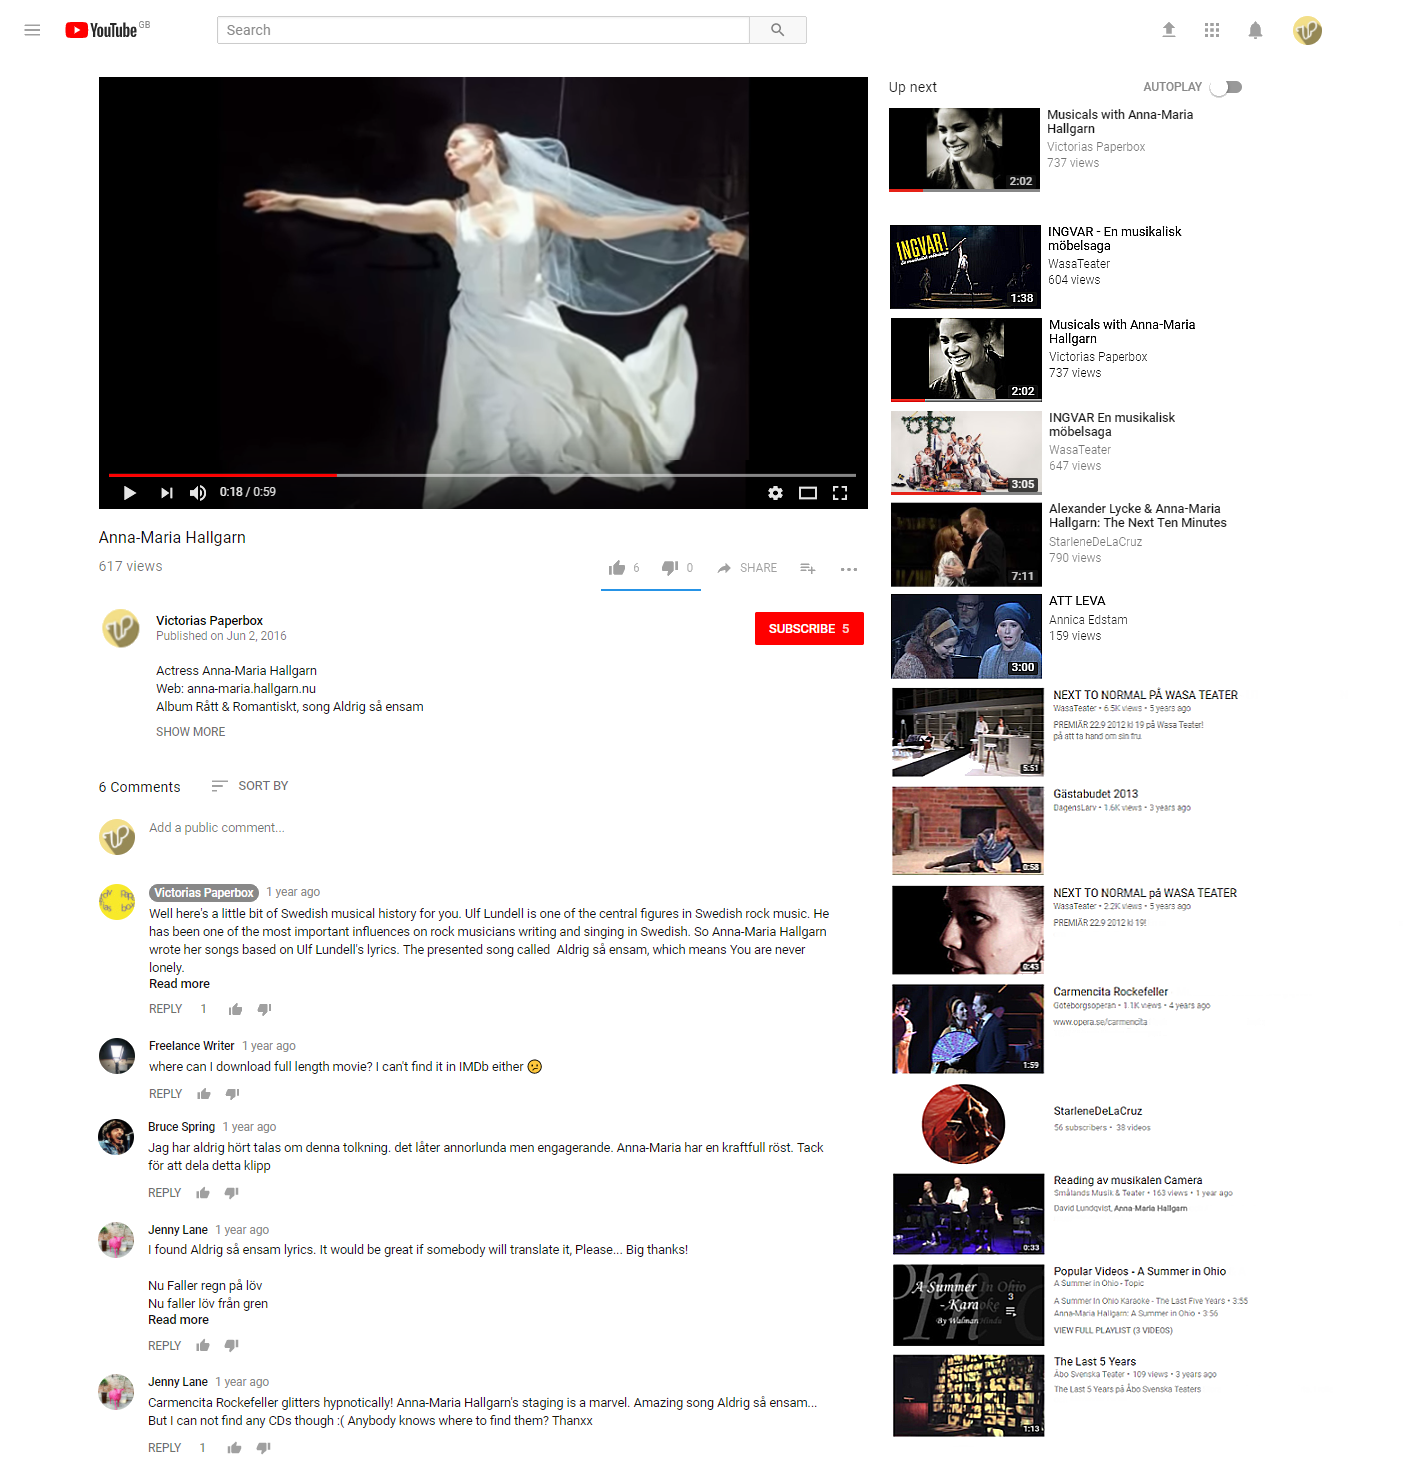 YouTube GB
Search
Up next
AUTOPLAY
Musicals with Anna-Maria
Hallgarn
Victorias Paperbox
737 views
2:02
INGVAR!
1:38
INGVAR - En musikalisk
möbelsaga
WasaTeater
604 views
Musicals with Anna-Maria
Hallgarn
Victorias Paperbox
737 views
2:02
INGVAR En musikalisk
möbelsaga
WasaTeater
647 views
3:05
Alexander Lycke & Anna-Maria
Hallgarn: The Next Ten Minutes
StarleneDeLaCruz
790 views
7:11
ATT LEVA
Annica Edstam
159 views
3:00
NEXT TO NORMAL PÅ WASA TEATER
WasaTeater • 6.5K views • 5 years ago
PREMIÄR 22.9 2012 kl 19 på Wasa Teater!
på att ta hand om sin fru.
5:51
Gästabudet 2013
DagensLarv • 1.6K views • 3 years ago
0:58
NEXT TO NORMAL på WASA TEATER
WasaTeater • 2.2K views • 5 years ago
PREMIÄR 22.9 2012 kl 19!
0:43
Carmencita Rockefeller
Goteborgsoperan • 1.1K views • 4 years ago
www.opera.se/carmencita
1:59
StarleneDeLaCruz
56 subscribers • 38 videos
Reading av musikalen Camera
Smålands Musik & Teater • 163 views • 1 year ago
David Lundqvist, Anna-Maria Hallgarn
0:33
A Summer In Ohio
- Karaoke
By Walman Hindu
3
Popular Videos - A Summer in Ohio
A Summer In Ohio - Topic
A Summer In Ohio Karaoke - The Last Five Years • 3:55
Anna-Maria Hallgarn: A Summer in Ohio • 3:56
VIEW FULL PLAYLIST (3 VIDEOS)
The Last 5 Years
Åbo Svenska Teater • 109 views • 3 years ago
The Last 5 Years på Åbo Svenska Teaters
1:13
0:18 / 0:59
Anna-Maria Hallgarn
617 views
6
0
SHARE
Victorias Paperbox
Published on Jun 2, 2016
SUBSCRIBE 5
Actress Anna-Maria Hallgarn
Web: anna-maria.hallgarn.nu
Album Rått & Romantiskt, song Aldrig så ensam
SHOW MORE
6 Comments
SORT BY
Add a public comment...
Victorias Paperbox 1 year ago
Well here's a little bit of Swedish musical history for you. Ulf Lundell is one of the central figures in Swedish rock music. He
has been one of the most important influences on rock musicians writing and singing in Swedish. So Anna-Maria Hallgarn
wrote her songs based on Ulf Lundell's lyrics. The presented song called Aldrig så ensam, which means You are never
lonely.
Read more
REPLY 1
Freelance Writer 1 year ago
where can I download full length movie? I can't find it in IMDb either 😕
REPLY
Bruce Spring 1 year ago
Jag har aldrig hört talas om denna tolkning. det låter annorlunda men engagerande. Anna-Maria har en kraftfull röst. Tack
för att dela detta klipp
REPLY
Jenny Lane 1 year ago
I found Aldrig så ensam lyrics. It would be great if somebody will translate it, Please... Big thanks!
Nu Faller regn på löv
Nu faller löv från gren
Read more
REPLY
Jenny Lane 1 year ago
Carmencita Rockefeller glitters hypnotically! Anna-Maria Hallgarn's staging is a marvel. Amazing song Aldrig så ensam...
But I can not find any CDs though :( Anybody knows where to find them? Thanxx
REPLY 1